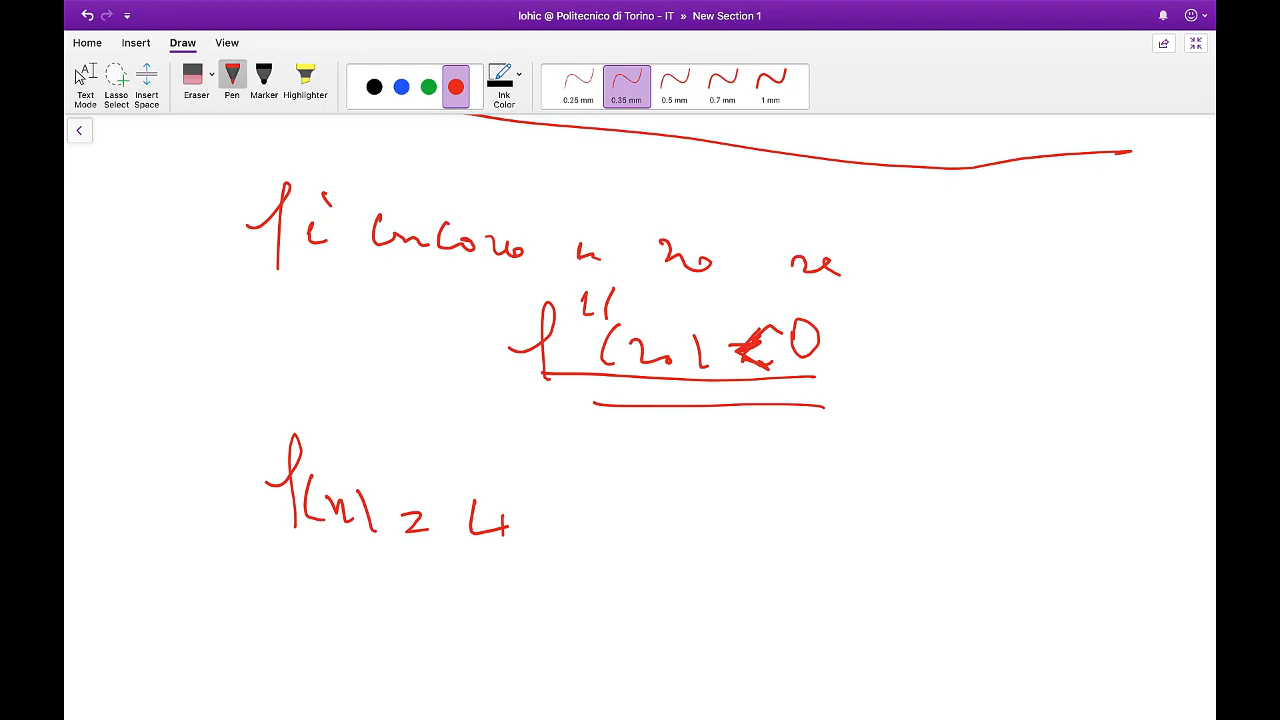 Iohic @ Politecnico di Torino - IT » New Section 1
Home Insert Draw View
Text Mode Lasso Select Insert Space Eraser Pen Marker Highlighter Ink Color 0.25 mm 0.35 mm 0.5 mm 0.7 mm 1 mm
f è in x0 se
f''(x0) < 0
f(x) = 4